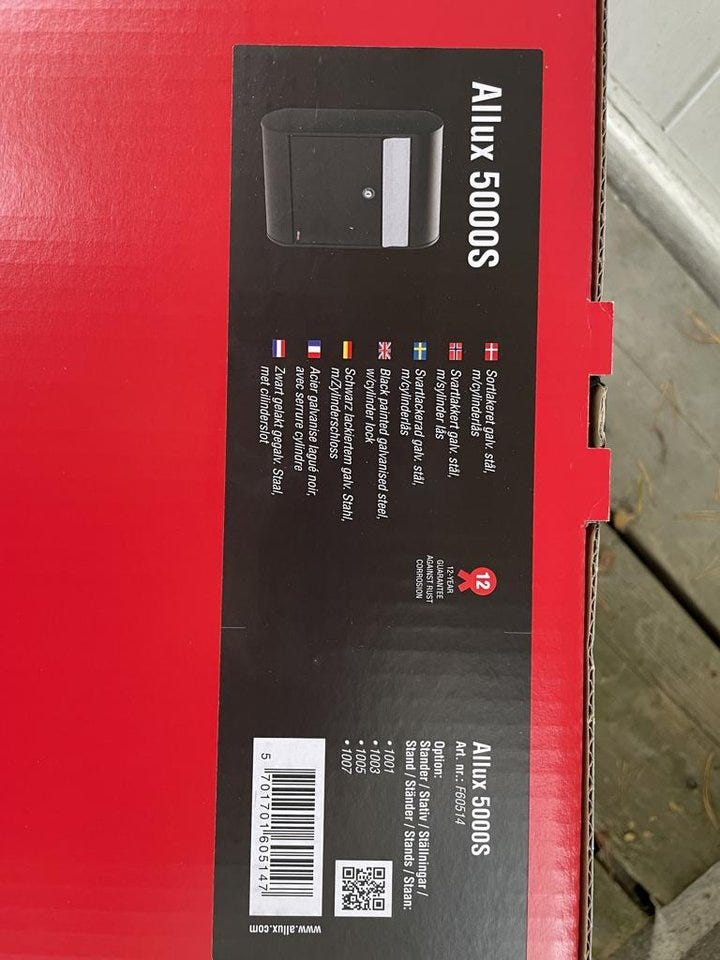 Allux 5000S
Sortlakeret galv. stål,
m/cylinderlås
Svartlakkert galv. stål,
m/sylinder lås
Svartlackerad galv. stål,
m/cylinderlås
Black painted galvanised steel,
w/cylinder lock
Schwarz lackiertem galv. Stahl,
m/Zylinderschloss
Acier galvanise laqué noir,
avec serrure cylindre
Zwart gelakt gegalv. Staal,
met cilinderslot
12
12-YEAR
GUARANTEE
AGAINST RUST
CORROSION
Allux 5000S
Art. nr.: F60514
Option:
Stander / Stativ / Ställningar /
Stand / Ständer / Stands / Staan:
• 1001
• 1003
• 1005
• 1007
5 701701 605147
www.allux.com